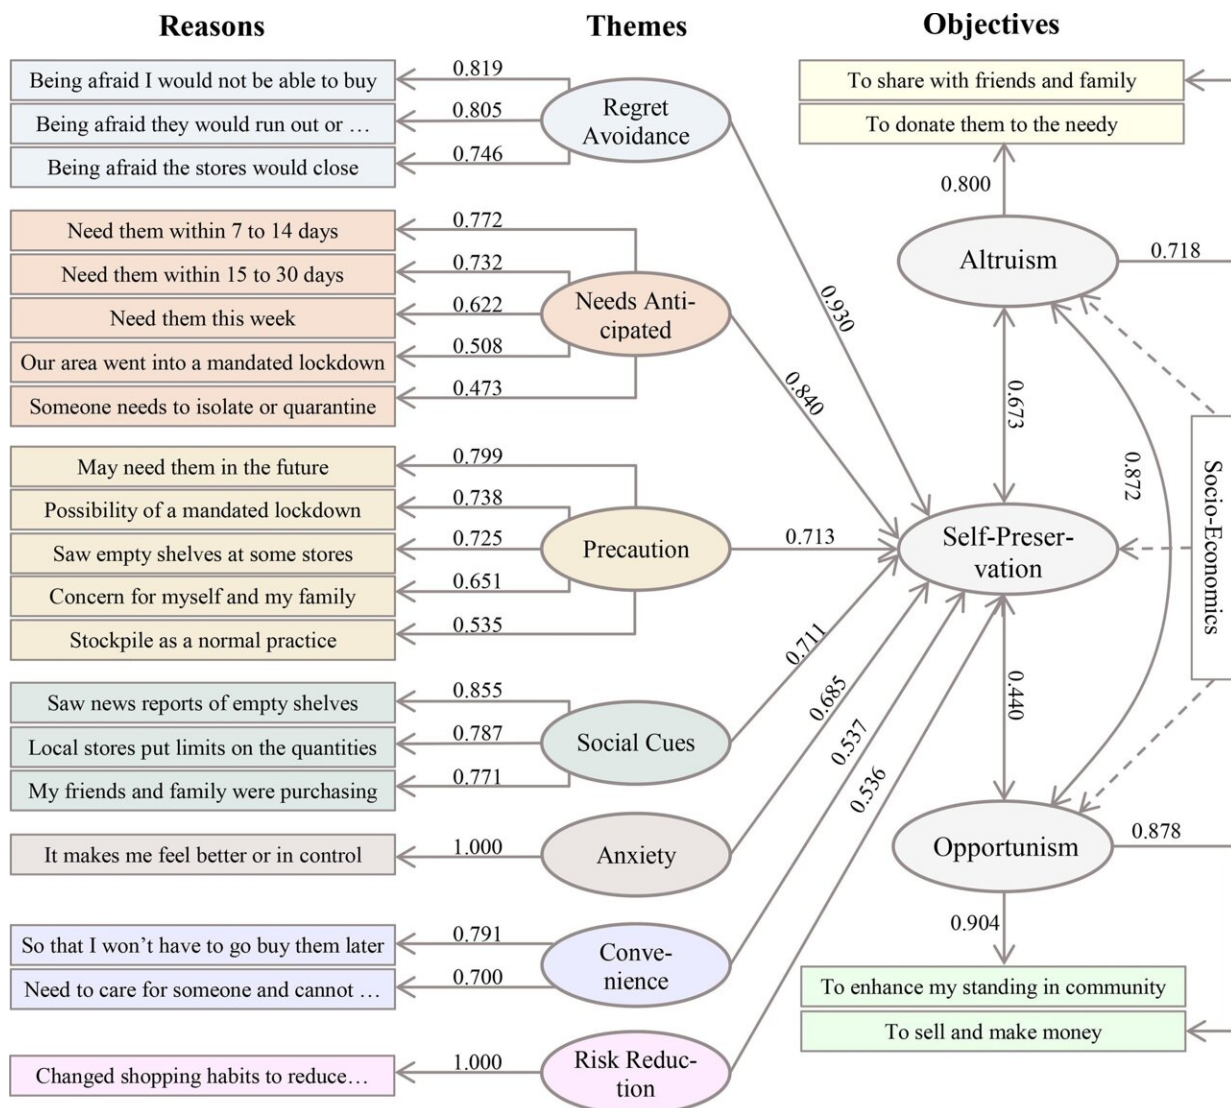 Reasons
Themes
Objectives
Being afraid I would not be able to buy
0.819
Being afraid they would run out or …
0.805
Being afraid the stores would close
0.746
Regret
Avoidance
Need them within 7 to 14 days
0.772
Need them within 15 to 30 days
0.732
Need them this week
0.622
Our area went into a mandated lockdown
0.508
Someone needs to isolate or quarantine
0.473
Needs Anti-
cipated
May need them in the future
0.799
Possibility of a mandated lockdown
0.738
Saw empty shelves at some stores
0.725
Concern for myself and my family
0.651
Stockpile as a normal practice
0.535
Precaution
Saw news reports of empty shelves
0.855
Local stores put limits on the quantities
0.787
My friends and family were purchasing
0.771
Social Cues
It makes me feel better or in control
1.000
Anxiety
So that I won’t have to go buy them later
0.791
Need to care for someone and cannot …
0.700
Conve-
nience
Changed shopping habits to reduce…
1.000
Risk Reduc-
tion
0.930
0.840
0.713
0.711
0.685
0.537
0.536
To share with friends and family
To donate them to the needy
0.800
Altruism
0.718
0.673
0.872
Self-Preser-
vation
Socio-Economics
0.440
Opportunism
0.878
0.904
To enhance my standing in community
To sell and make money